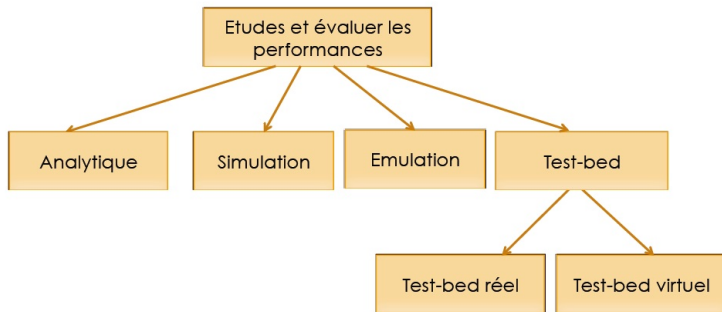 Etudes et évaluer les
performances
Analytique
Simulation
Emulation
Test-bed
Test-bed réel
Test-bed virtuel